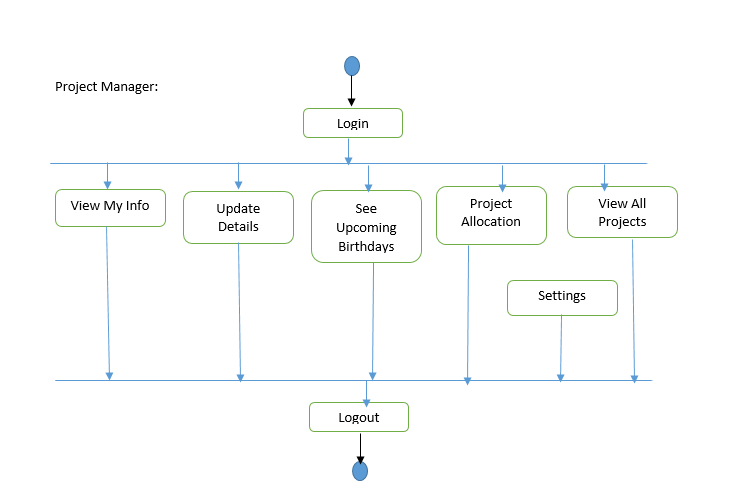 Project Manager:
Login
View My Info
Update
Details
See
Upcoming
Birthdays
Project
Allocation
View All
Projects
Settings
Logout